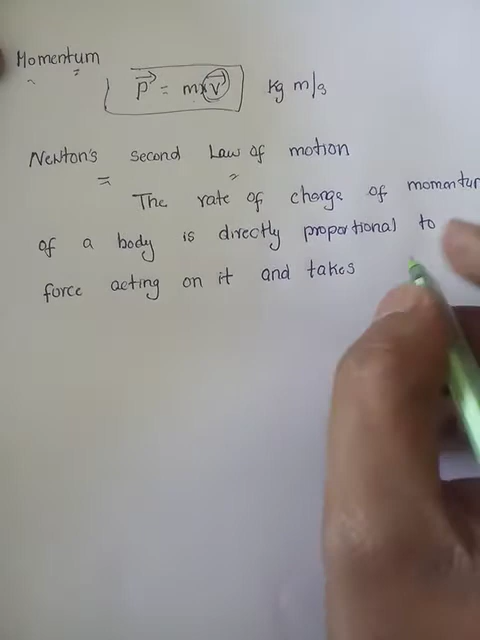 Momentum
P = m×v Kg m/s
Newton's second Law of motion
The rate of change of momentum
of a body is directly proportional to
force acting on it and takes